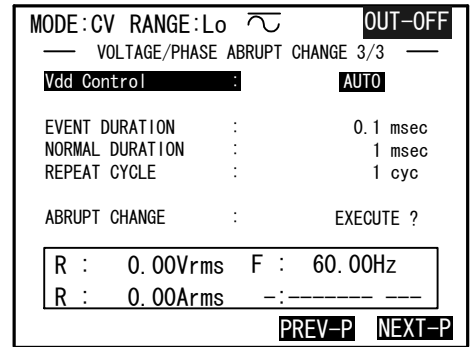 MODE:CV RANGE:Lo OUT-OFF
VOLTAGE/PHASE ABRUPT CHANGE 3/3
Vdd Control : AUTO
EVENT DURATION : 0.1 msec
NORMAL DURATION : 1 msec
REPEAT CYCLE : 1 cyc
ABRUPT CHANGE : EXECUTE ?
R : 0.00Vrms F : 60.00Hz
R : 0.00Arms -:------- ---
PREV-P NEXT-P